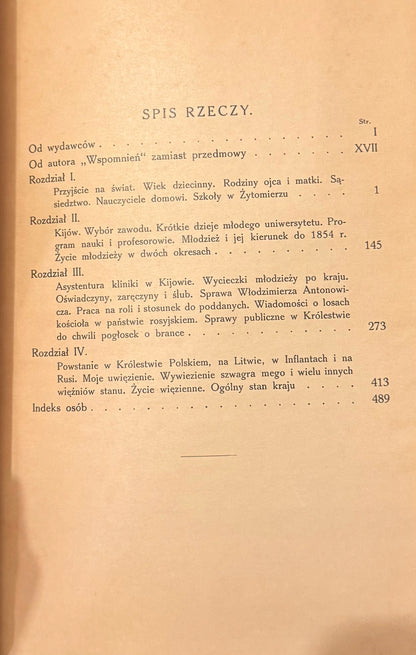 SPIS RZECZY.
Str.
Od wydawców . . . . . . . . . . . . . . . . I
Od autora „Wspomnień“ zamiast przedmowy . . . . . . . XVII
Rozdział I.
Przyjście na świat. Wiek dziecinny. Rodziny ojca i matki. Są-
siedztwo. Nauczyciele domowi. Szkoły w Żytomierzu . . . . 1
Rozdział II.
Kijów. Wybór zawodu. Krótkie dzieje młodego uniwersytetu. Pro-
gram nauki i profesorowie. Młodzież i jej kierunek do 1854 r.
Życie młodzieży w dwóch okresach . . . . . . . . . . 145
Rozdział III.
Asystentura kliniki w Kijowie. Wycieczki młodzieży po kraju.
Oświadczyny, zaręczyny i ślub. Sprawa Włodzimierza Antonowi-
cza. Praca na roli i stosunek do poddanych. Wiadomości o losach
kościoła w państwie rosyjskiem. Sprawy publiczne w Królestwie
do chwili pogłosek o brance . . . . . . . . . . . . 273
Rozdział IV.
Powstanie w Królestwie Polskiem, na Litwie, w Inflantach i na
Rusi. Moje uwięzienie. Wywiezienie szwagra mego i wielu innych
więźniów stanu. Życie więzienne. Ogólny stan kraju . . . . 413
Indeks osób . . . . . . . . . . . . . . . . . 489